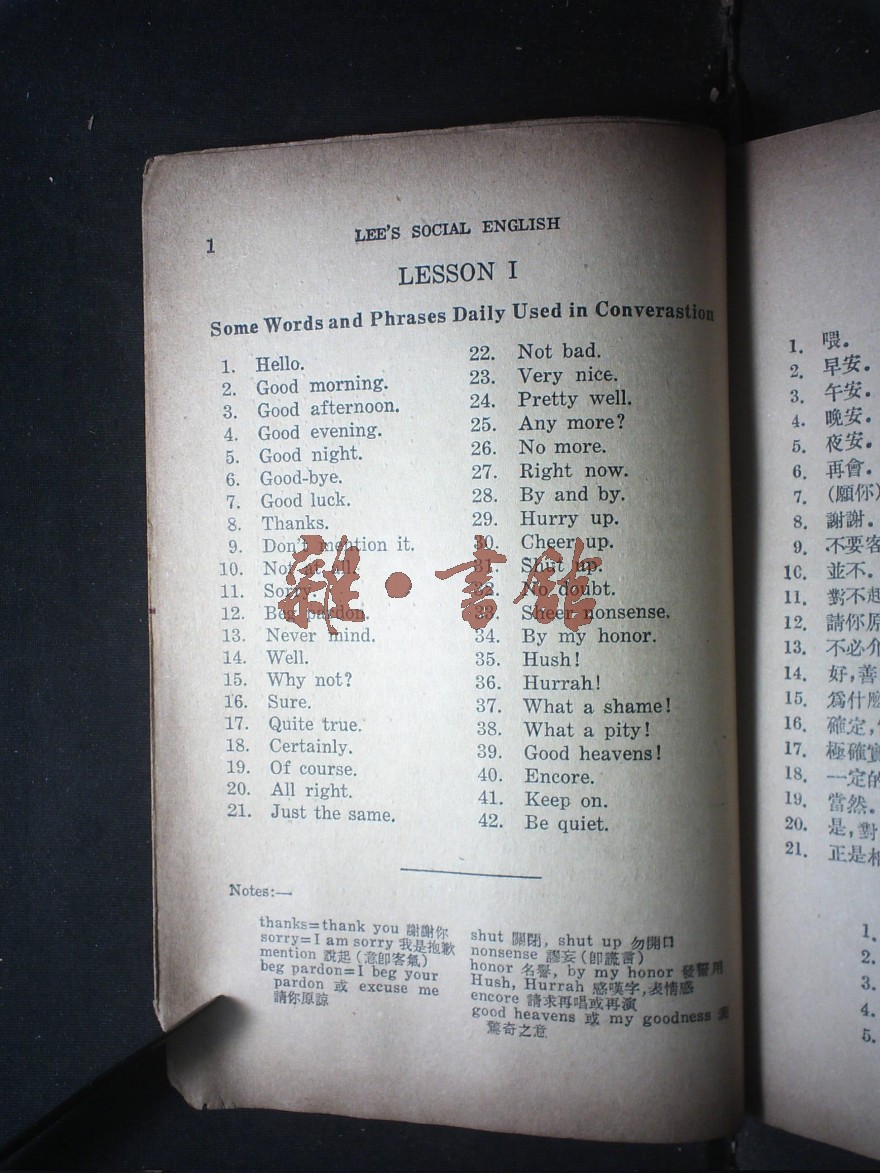 1
LEE'S SOCIAL ENGLISH
LESSON I
Some Words and Phrases Daily Used in Converastion
1. Hello.
2. Good morning.
3. Good afternoon.
4. Good evening.
5. Good night.
6. Good-bye.
7. Good luck.
8. Thanks.
9. Don't mention it.
10. Not at all.
11. Sorry.
12. Beg pardon.
13. Never mind.
14. Well.
15. Why not?
16. Sure.
17. Quite true.
18. Certainly.
19. Of course.
20. All right.
21. Just the same.
22. Not bad.
23. Very nice.
24. Pretty well.
25. Any more?
26. No more.
27. Right now.
28. By and by.
29. Hurry up.
30. Cheer up.
31. Shut up.
32. No doubt.
33. Sheer nonsense.
34. By my honor.
35. Hush!
36. Hurrah!
37. What a shame!
38. What a pity!
39. Good heavens!
40. Encore.
41. Keep on.
42. Be quiet.
雜·書館
Notes:—
thanks=thank you 謝謝你
sorry=I am sorry 我是抱歉
mention 說起(意卽客氣)
beg pardon=I beg your
pardon 或 excuse me
請你原諒
shut 關閉, shut up 勿開口
nonsense 謬妄(卽謊言)
honor 名譽, by my honor 發誓用
Hush, Hurrah 感嘆字,表情感
encore 請求再唱或再演
good heavens 或 my goodness
驚奇之意
1. 喂。
2. 早安。
3. 午安。
4. 晚安。
5. 夜安。
6. 再會。
7. (願你)
8. 謝謝。
9. 不要客
10. 並不。
11. 對不起
12. 請你原
13. 不必介
14. 好,善
15. 爲什麼
16. 確定,
17. 極確實
18. 一定的
19. 當然。
20. 是,對
21. 正是相
1.
2.
3.
4.
5.